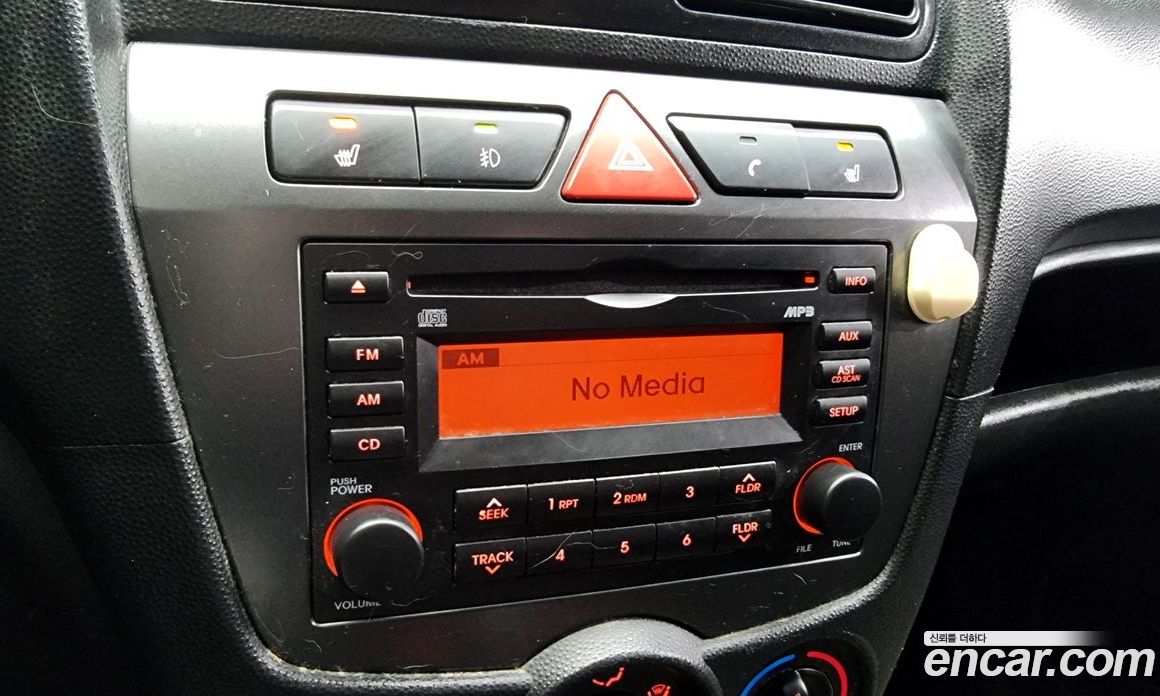 INFO
disc
DIGITAL AUDIO
MP3
FM
AM
No Media
AUX
AM
AST
CD SCAN
CD
SETUP
PUSH
POWER
ENTER
SEEK
1 RPT
2 RDM
3
FLDR
TRACK
4
5
6
FLDR
FILE
TUNE
VOLUME
신뢰를 더하다
encar.com